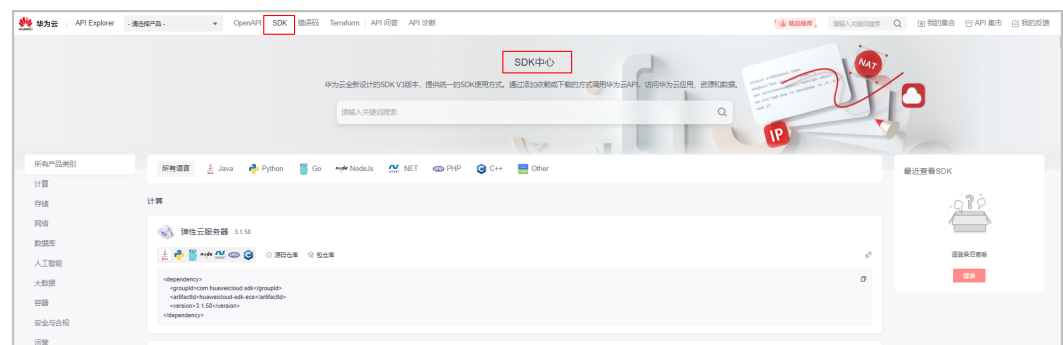 华为云 API Explorer - 请选择产品 - OpenAPI SDK 错误码 Terraform API 问答 API 诊断 精品推荐 请输入关键词搜索 我的集合 API 集市 我的反馈
HUAWEI
SDK中心
华为云全新设计的SDK V3版本，提供统一的SDK使用方式。通过添加依赖或下载的方式调用华为云API，访问华为云应用、资源和数据。
请输入关键词搜索
NAT
IP
所有产品类别
计算
存储
网络
数据库
人工智能
大数据
容器
安全与合规
运营
所有语言 Java Python Go NodeJs .NET PHP C++ Other
计算
弹性云服务器 3.1.58
源码仓库 包仓库
<dependency>
<groupId>com.huaweicloud.sdk</groupId>
<artifactId>huaweicloud-sdk-ecs</artifactId>
<version>3.1.58</version>
</dependency>
最近查看SDK
请登录后查看
登录